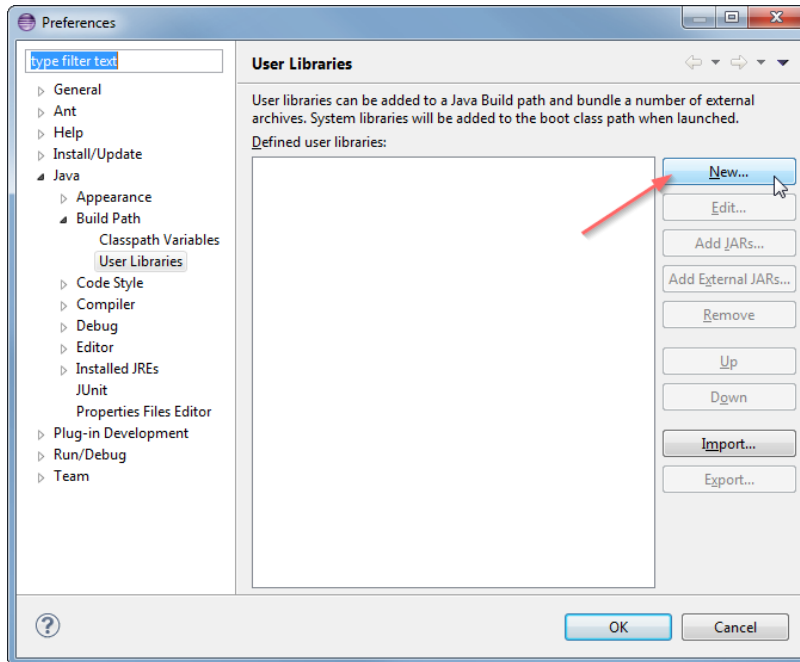 Preferences
type filter text
General
Ant
Help
Install/Update
Java
Appearance
Build Path
Classpath Variables
User Libraries
Code Style
Compiler
Debug
Editor
Installed JREs
JUnit
Properties Files Editor
Plug-in Development
Run/Debug
Team
User Libraries
User libraries can be added to a Java Build path and bundle a number of external
archives. System libraries will be added to the boot class path when launched.
Defined user libraries:
New...
Edit...
Add JARs...
Add External JARs...
Remove
Up
Down
Import...
Export...
OK
Cancel